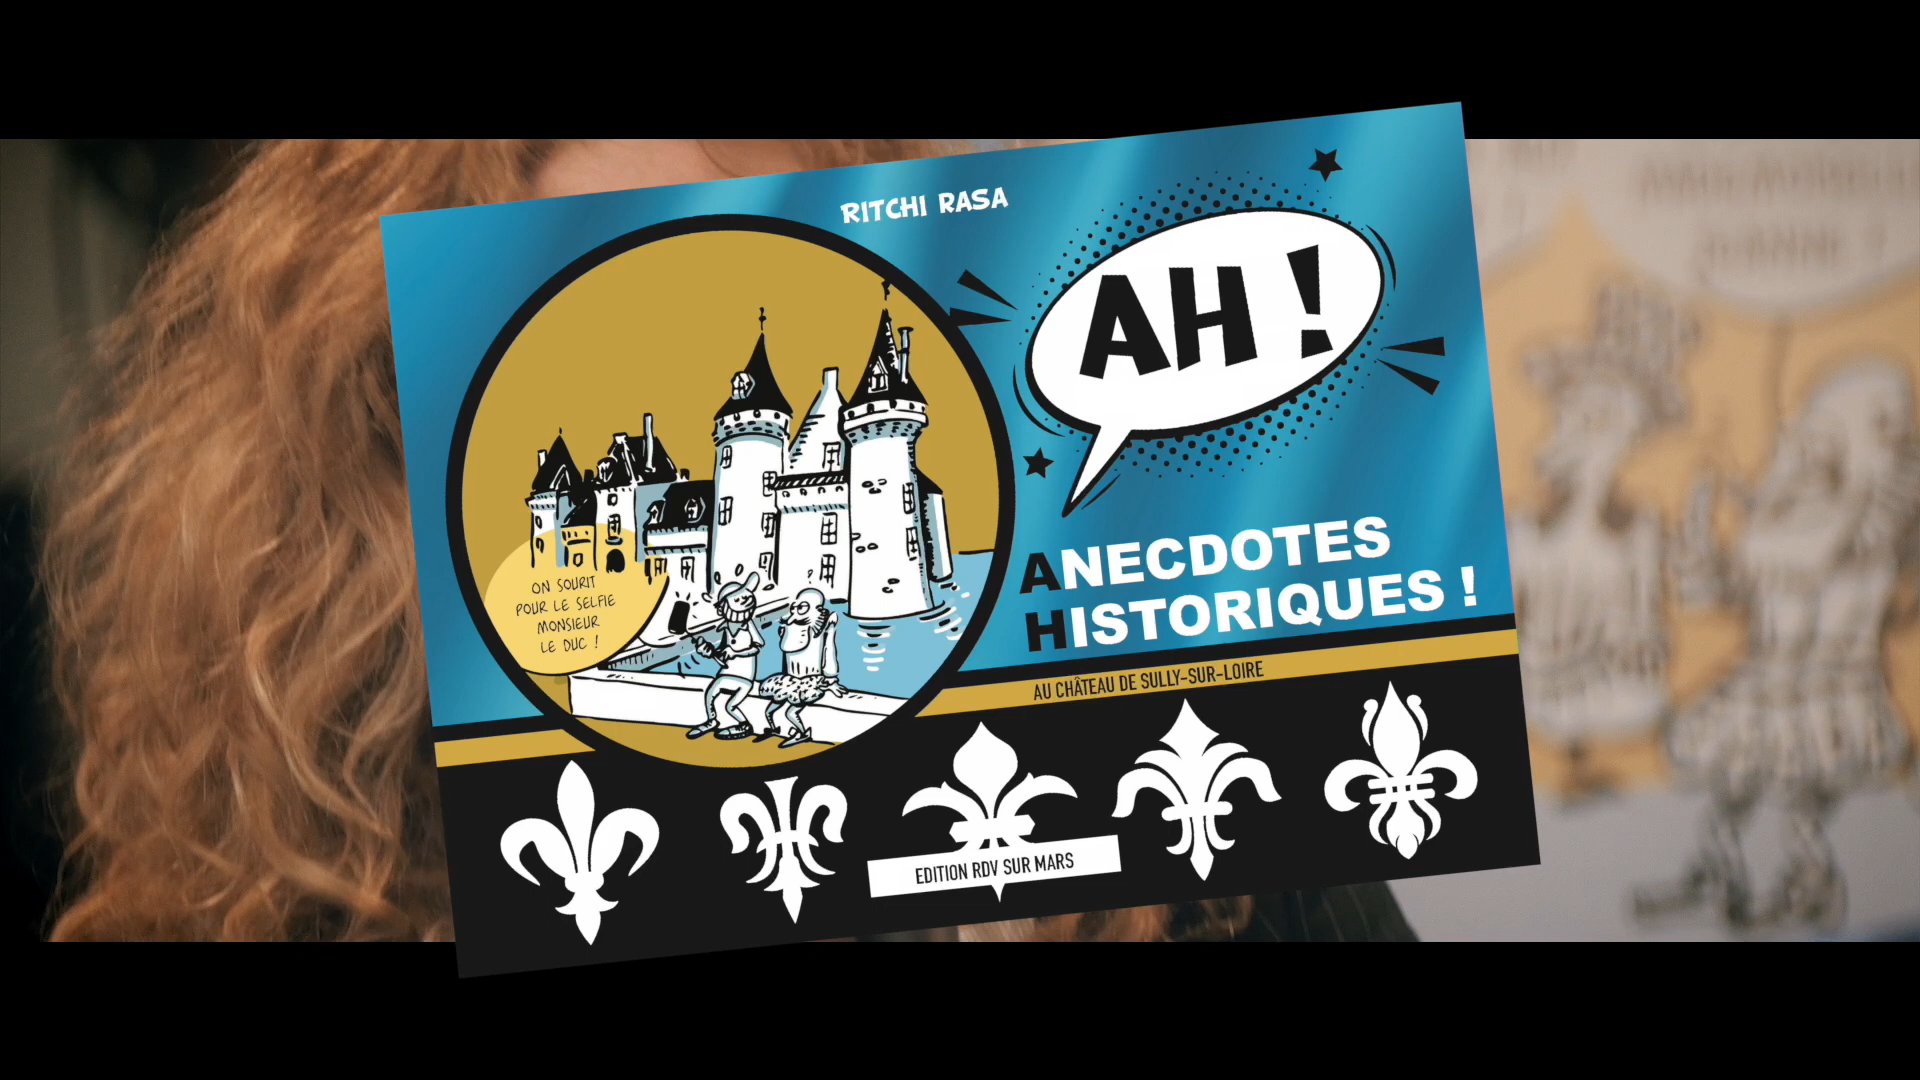 RITCHI RASA
AH !
ANECDOTES
HISTORIQUES !
AU CHÂTEAU DE SULLY-SUR-LOIRE
ON SOURIT
POUR LE SELFIE
MONSIEUR
LE DUC !
EDITION RDV SUR MARS